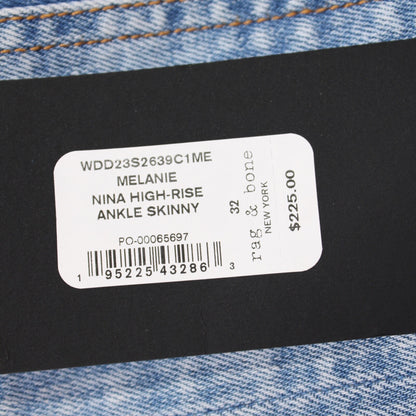 WDD23S2639C1ME
MELANIE
NINA HIGH-RISE
ANKLE SKINNY
PO-00065697
1 95225 43286 3
32
rag & bone
NEW YORK
$225.00